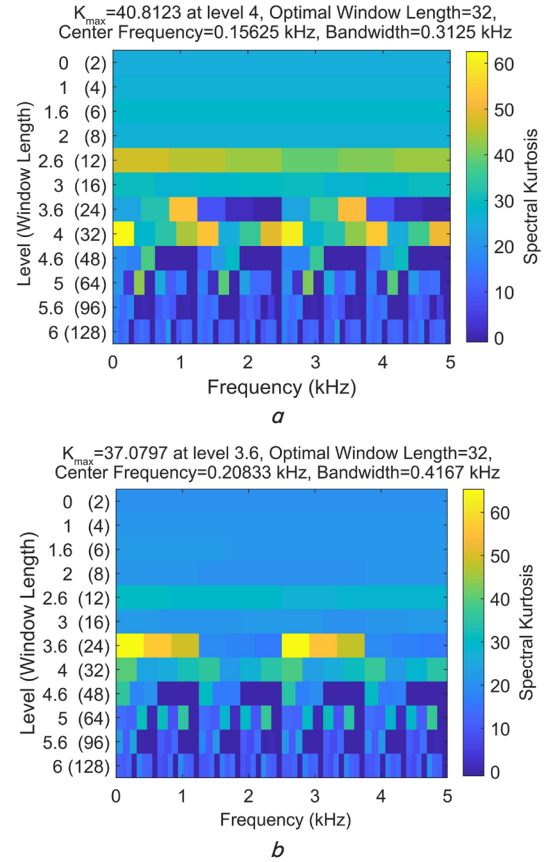 K_max=40.8123 at level 4, Optimal Window Length=32,
Center Frequency=0.15625 kHz, Bandwidth=0.3125 kHz
Level (Window Length)
0 (2)
1 (4)
1.6 (6)
2 (8)
2.6 (12)
3 (16)
3.6 (24)
4 (32)
4.6 (48)
5 (64)
5.6 (96)
6 (128)
0 1 2 3 4 5
Frequency (kHz)
60
50
40
30
20
10
0
Spectral Kurtosis
a
K_max=37.0797 at level 3.6, Optimal Window Length=32,
Center Frequency=0.20833 kHz, Bandwidth=0.4167 kHz
Level (Window Length)
0 (2)
1 (4)
1.6 (6)
2 (8)
2.6 (12)
3 (16)
3.6 (24)
4 (32)
4.6 (48)
5 (64)
5.6 (96)
6 (128)
0 1 2 3 4 5
Frequency (kHz)
60
50
40
30
20
10
0
Spectral Kurtosis
b